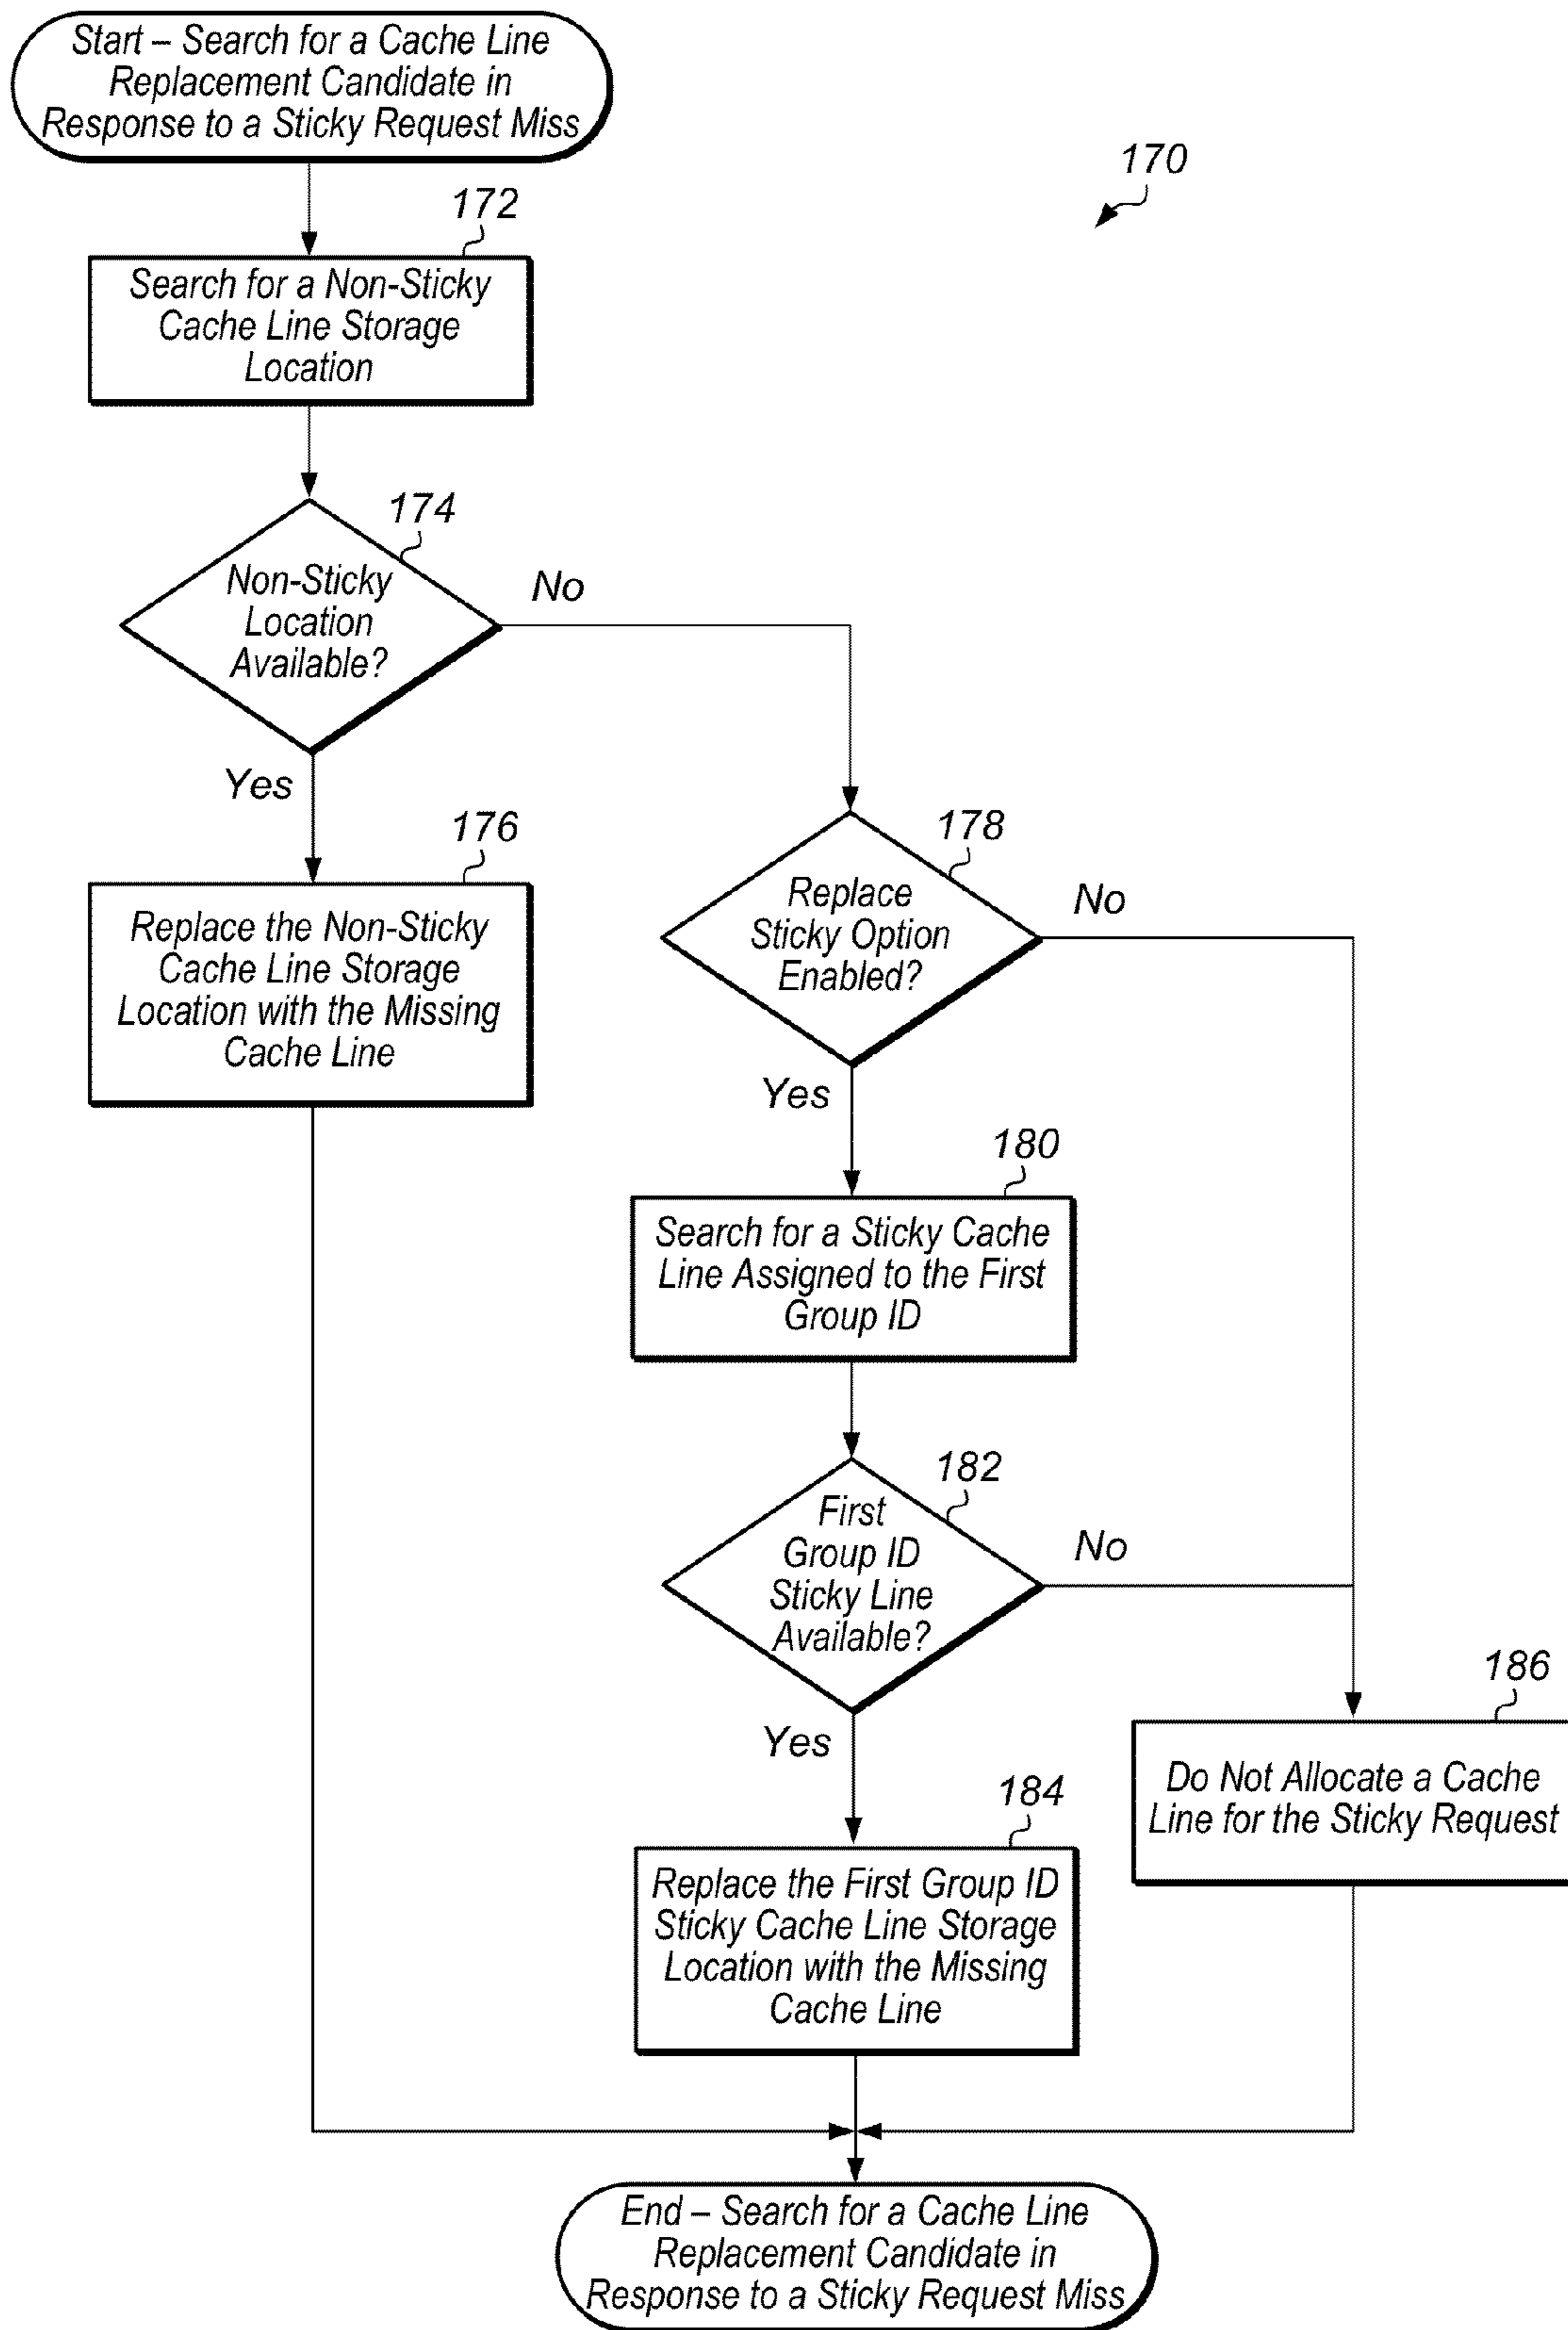 Start – Search for a Cache Line
Replacement Candidate in
Response to a Sticky Request Miss
170
172
Search for a Non-Sticky
Cache Line Storage
Location
174
Non-Sticky
Location
Available?
No
Yes
176
Replace the Non-Sticky
Cache Line Storage
Location with the Missing
Cache Line
178
Replace
Sticky Option
Enabled?
No
Yes
180
Search for a Sticky Cache
Line Assigned to the First
Group ID
182
First
Group ID
Sticky Line
Available?
No
Yes
184
Replace the First Group ID
Sticky Cache Line Storage
Location with the Missing
Cache Line
186
Do Not Allocate a Cache
Line for the Sticky Request
End – Search for a Cache Line
Replacement Candidate in
Response to a Sticky Request Miss